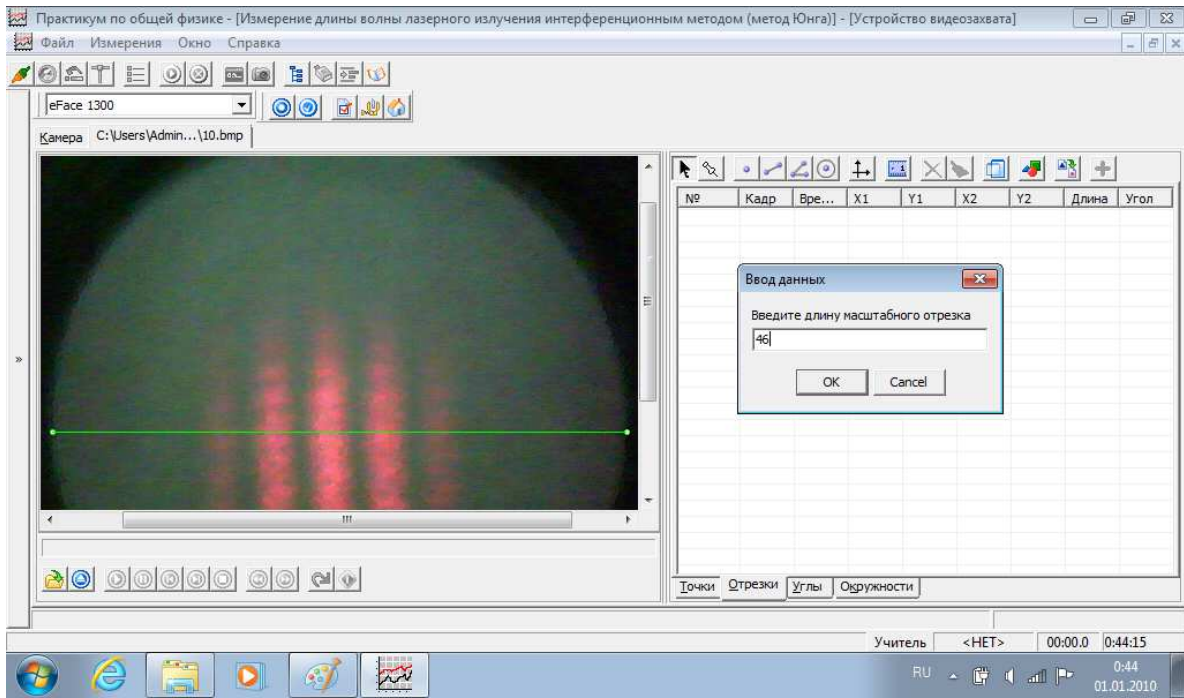 Практикум по общей физике - [Измерение длины волны лазерного излучения интерференционным методом (метод Юнга)] - [Устройство видеозахвата]
Файл Измерения Окно Справка
eFace 1300
Камера C:\Users\Admin...\10.bmp
№ Кадр Вре... X1 Y1 X2 Y2 Длина Угол
Ввод данных
Введите длину масштабного отрезка
46
OK Cancel
»
Точки Отрезки Углы Окружности
Учитель <НЕТ> 00:00.0 0:44:15
RU 0:44
01.01.2010